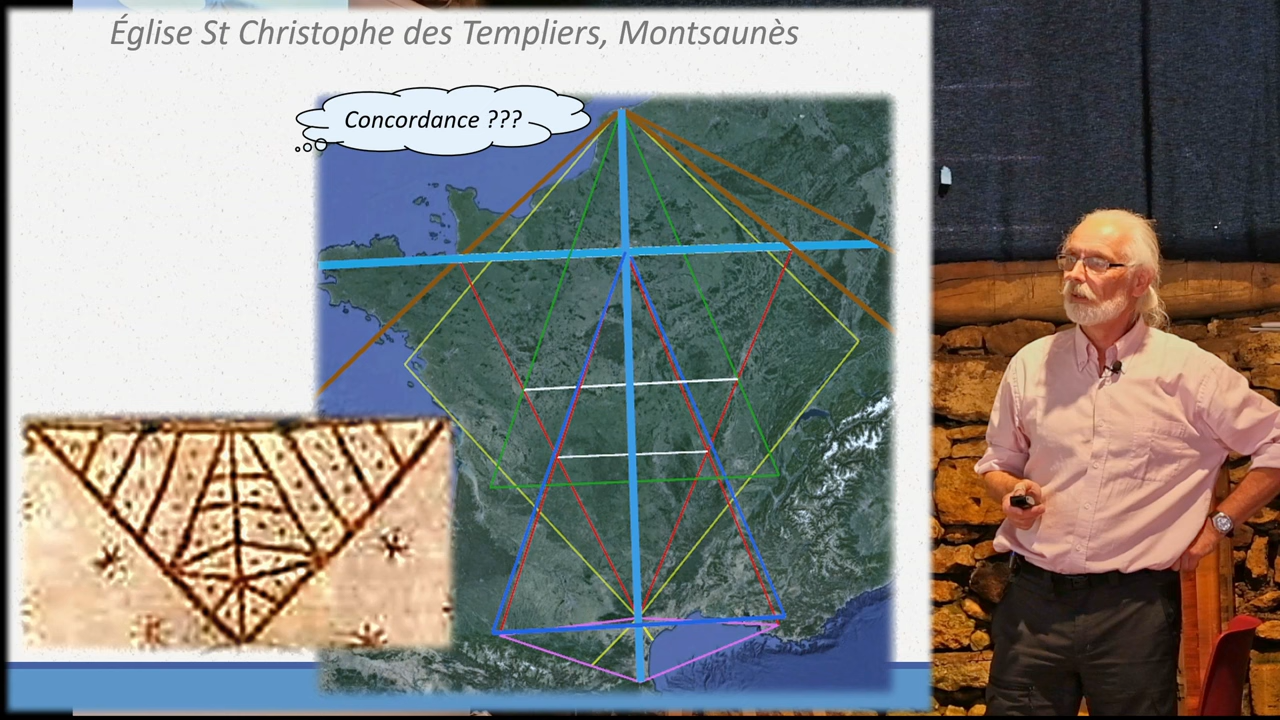 Église St Christophe des Templiers, Montsaunès
Concordance ???